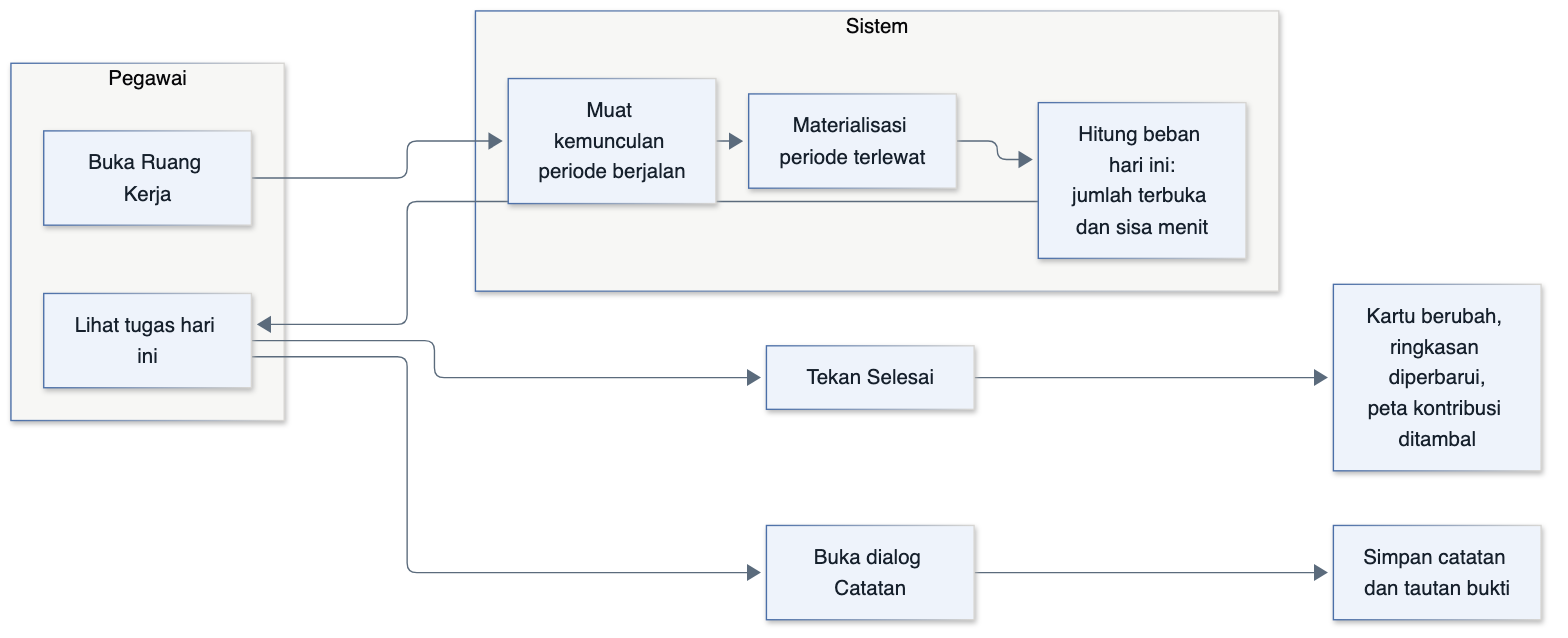 Pegawai
Buka Ruang
Kerja
Lihat tugas hari
ini
Sistem
Muat
kemunculan
periode berjalan
Materialisasi
periode terlewat
Hitung beban
hari ini:
jumlah terbuka
dan sisa menit
Tekan Selesai
Kartu berubah,
ringkasan
diperbarui,
peta kontribusi
ditambal
Buka dialog
Catatan
Simpan catatan
dan tautan bukti